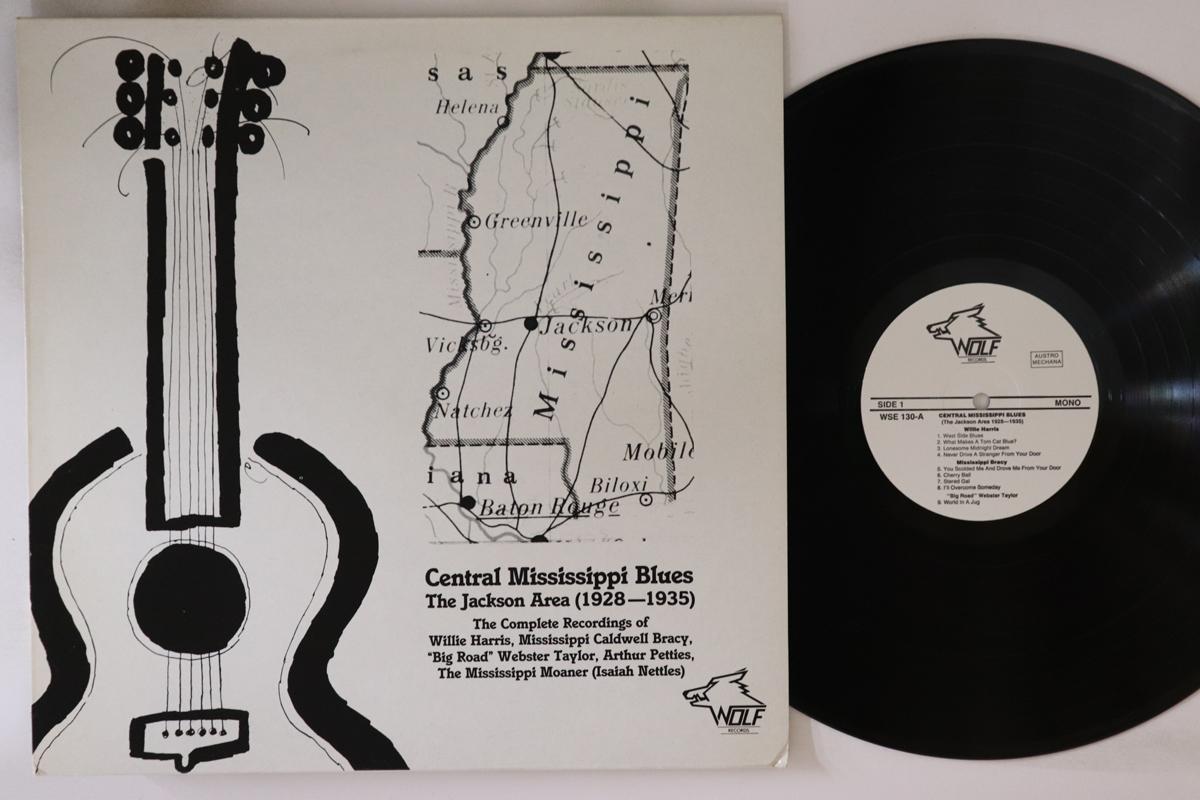 s a s
Helena
Mississippi
Greenville
Jackson
Vicksbg.
Natchez
Mobile
i a n a
Biloxi
Baton Rouge
Central Mississippi Blues
The Jackson Area (1928—1935)
The Complete Recordings of
Willie Harris, Mississippi Caldwell Bracy,
"Big Road" Webster Taylor, Arthur Petties,
The Mississippi Moaner (Isaiah Nettles)
WOLF
RECORDS
WOLF
RECORDS
AUSTRO
MECHANA
SIDE 1
MONO
WSE 130-A
CENTRAL MISSISSIPPI BLUES
(The Jackson Area 1928—1935)
Willie Harris
1. West Side Blues
2. What Makes A Tom Cat Blue?
3. Lonesome Midnight Dream
4. Never Drive A Stranger From Your Door
Mississippi Bracy
5. You Scolded Me And Drove Me From Your Door
6. Cherry Ball
7. Stered Gal
8. I'll Overcome Someday
"Big Road" Webster Taylor
9. World In A Jug